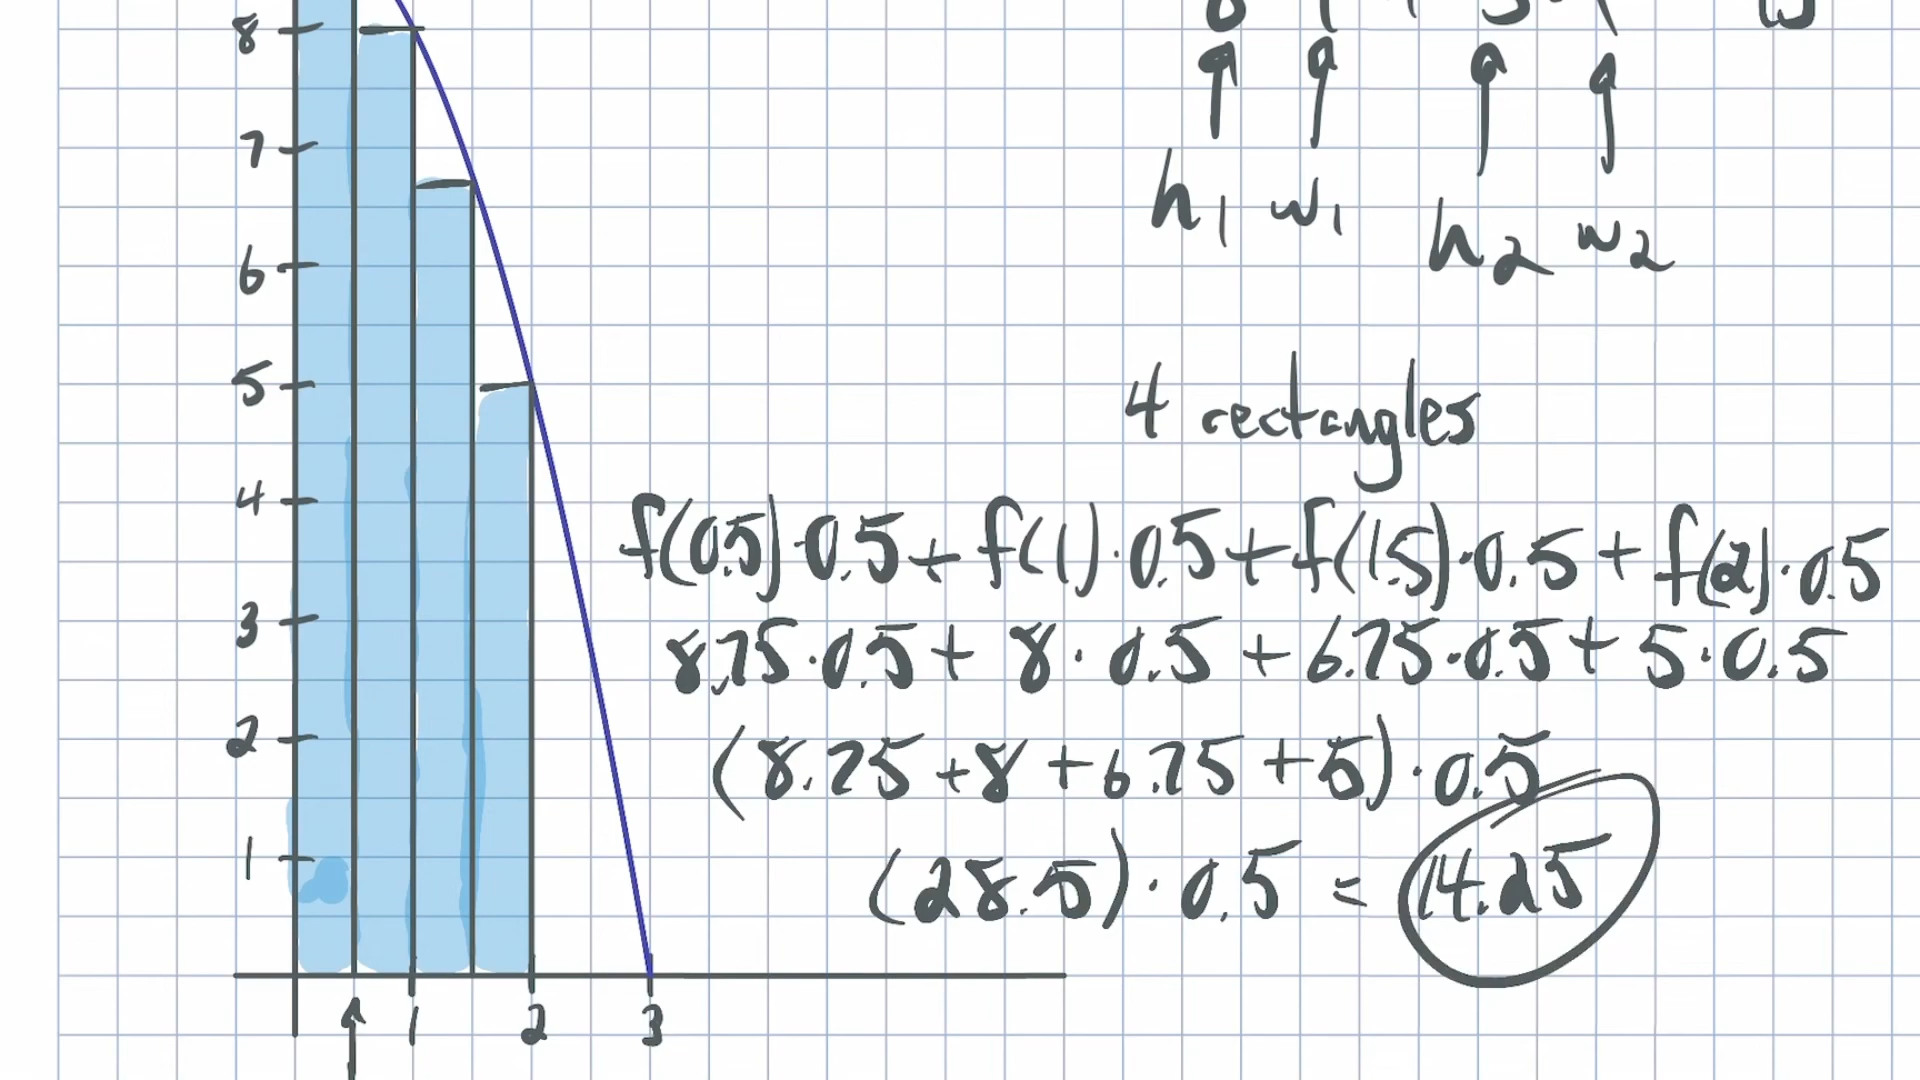 8
7
6
5
4
3
2
1
1 2 3
h1 w1 h2 w2
4 rectangles
f(0.5)·0.5+f(1)·0.5+f(1.5)·0.5+f(2)·0.5
8.75·0.5+8·0.5+6.75·0.5+5·0.5
(8.75+8+6.75+5)·0.5
(28.5)·0.5=14.25